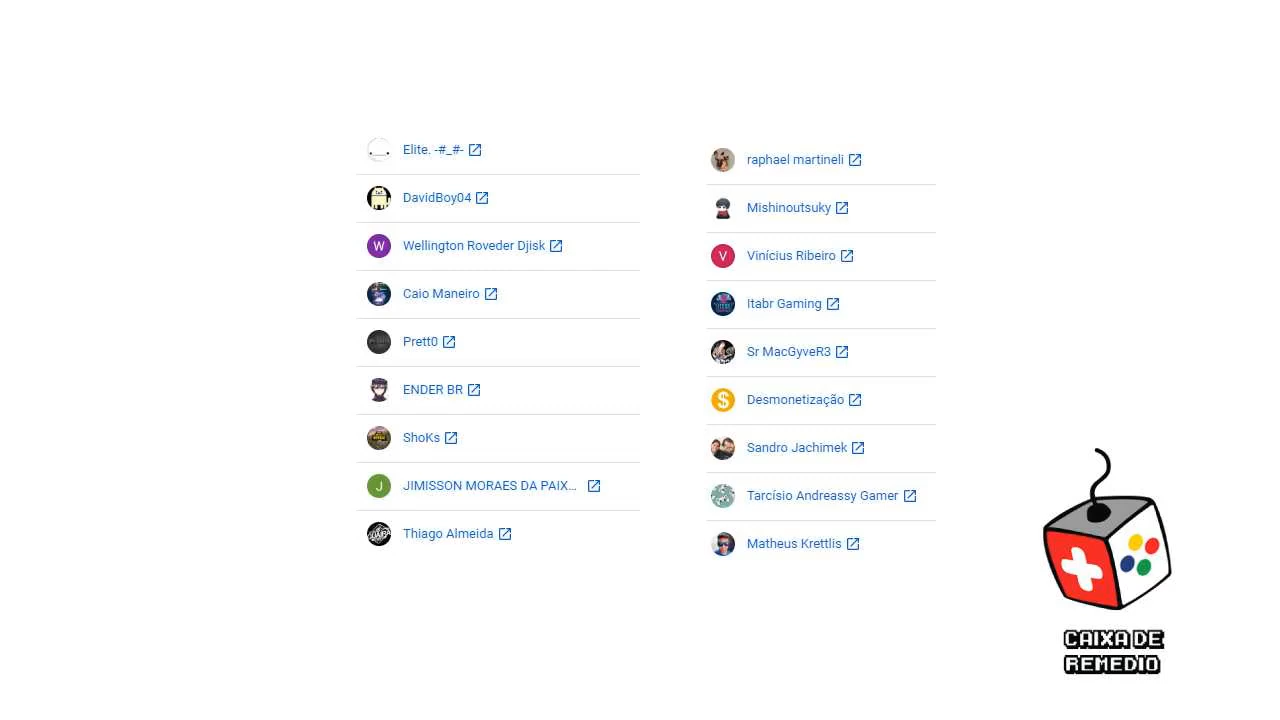 Elite. -#_#-
DavidBoy04
W
Wellington Roveder Djisk
Caio Maneiro
Prett0
ENDER BR
ShoKs
J
JIMISSON MORAES DA PAIX...
Thiago Almeida
raphael martineli
Mishinoutsuky
V
Vinícius Ribeiro
Itabr Gaming
Sr MacGyveR3
$
Desmonetização
Sandro Jachimek
Tarcísio Andreassy Gamer
Matheus Krettlis
CAIXA DE
REMEDIO